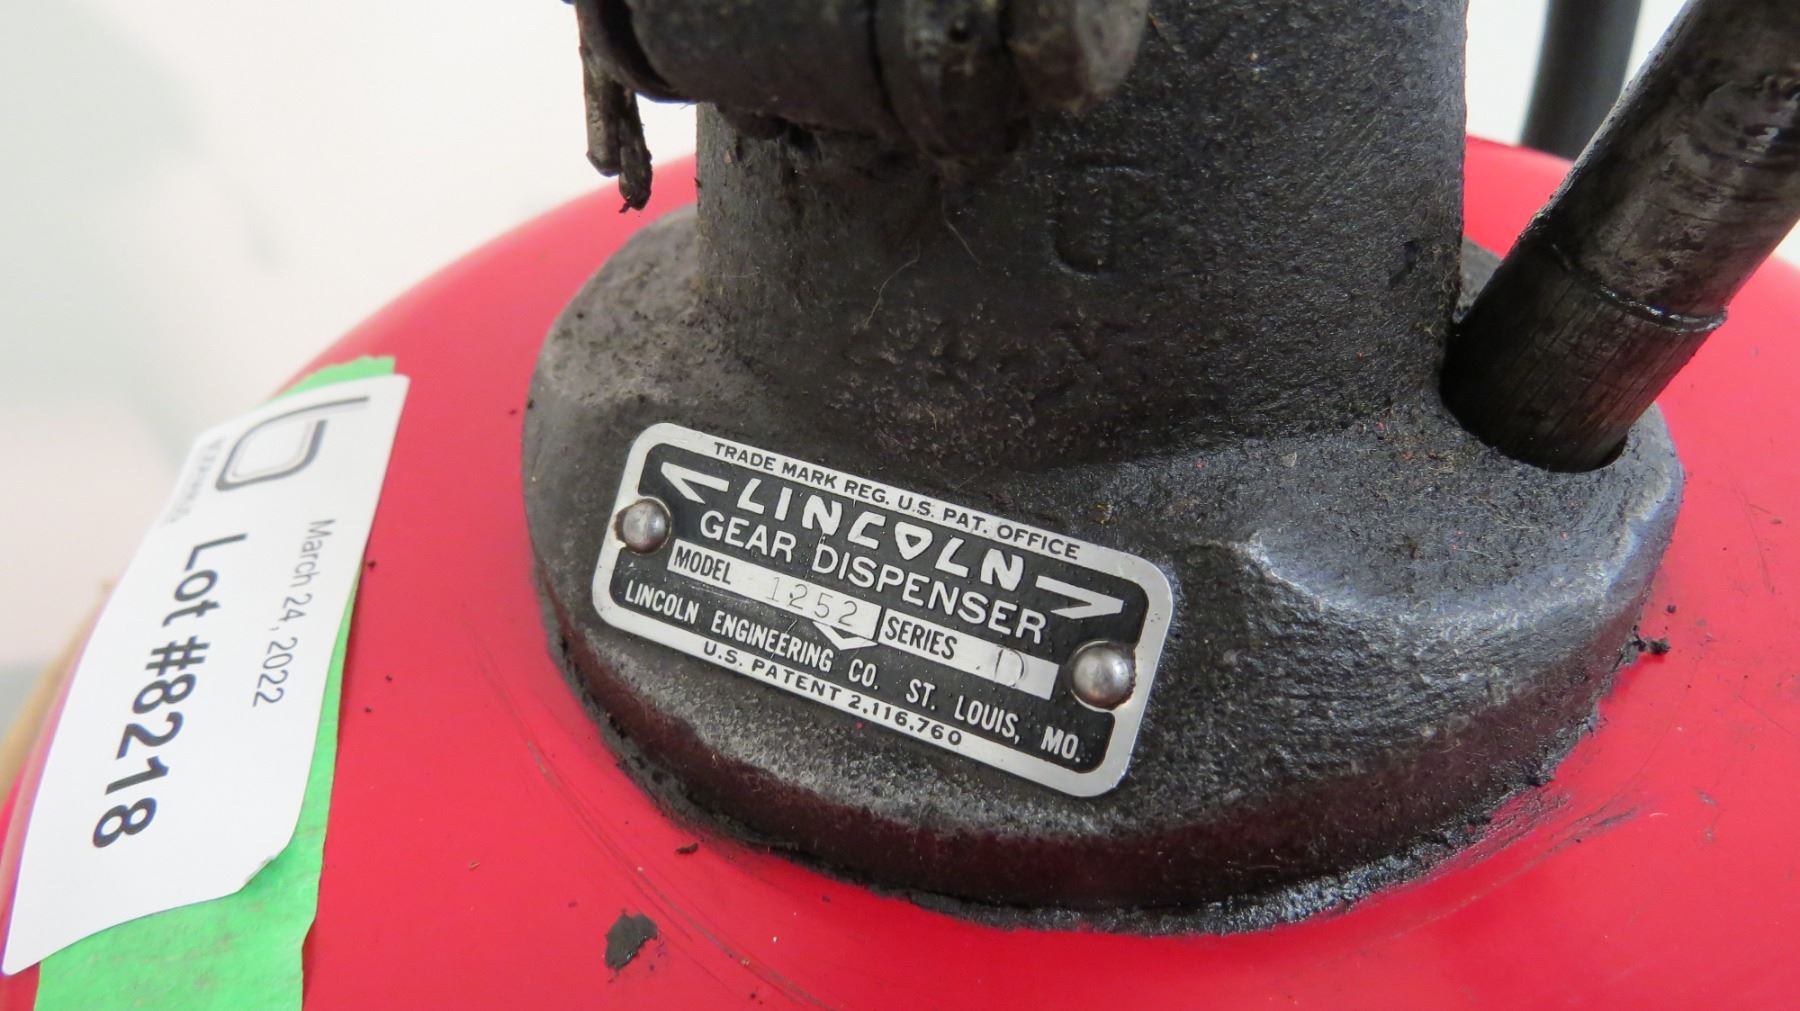 TRADE MARK REG. U.S. PAT. OFFICE
LINCOLN
GEAR DISPENSER
MODEL 1252 SERIES D
LINCOLN ENGINEERING CO. ST. LOUIS, MO.
U.S. PATENT 2,116,760
March 24, 2022
Lot #8218